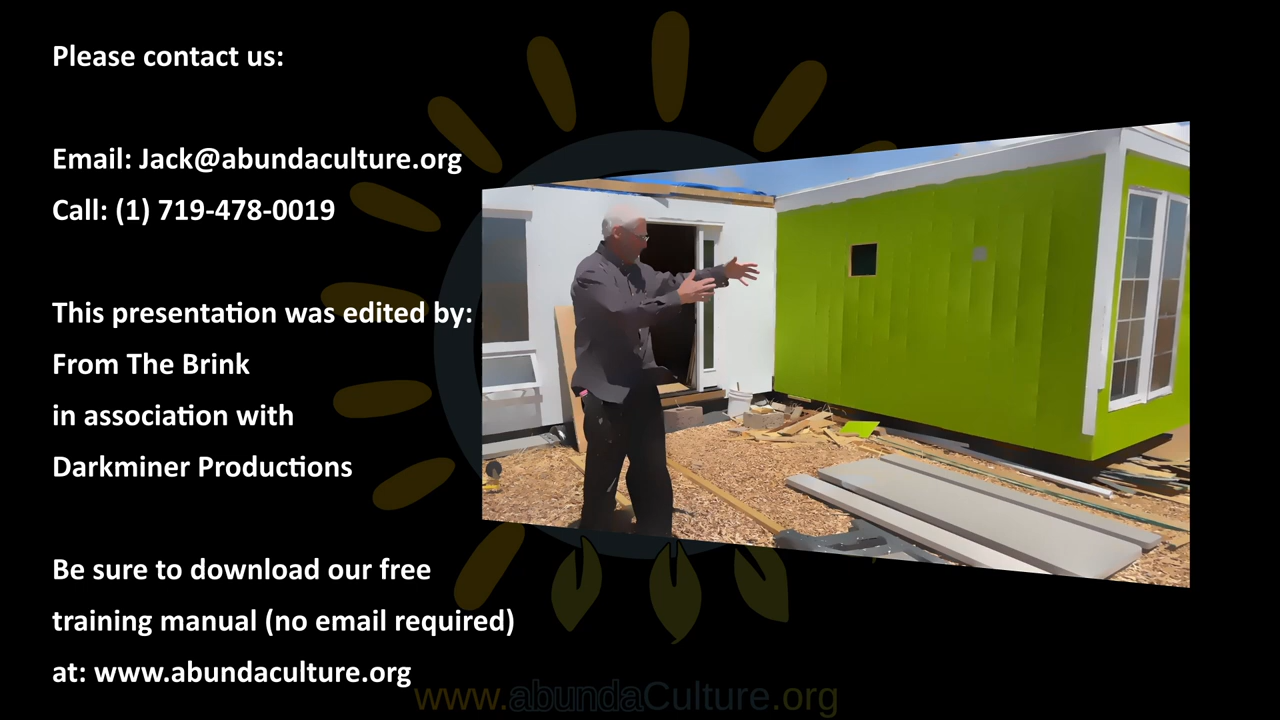 Please contact us:
Email: Jack@abundaculture.org
Call: (1) 719-478-0019
This presentation was edited by:
From The Brink
in association with
Darkminer Productions
Be sure to download our free
training manual (no email required)
at: www.abundaculture.org
www.abundaCulture.org